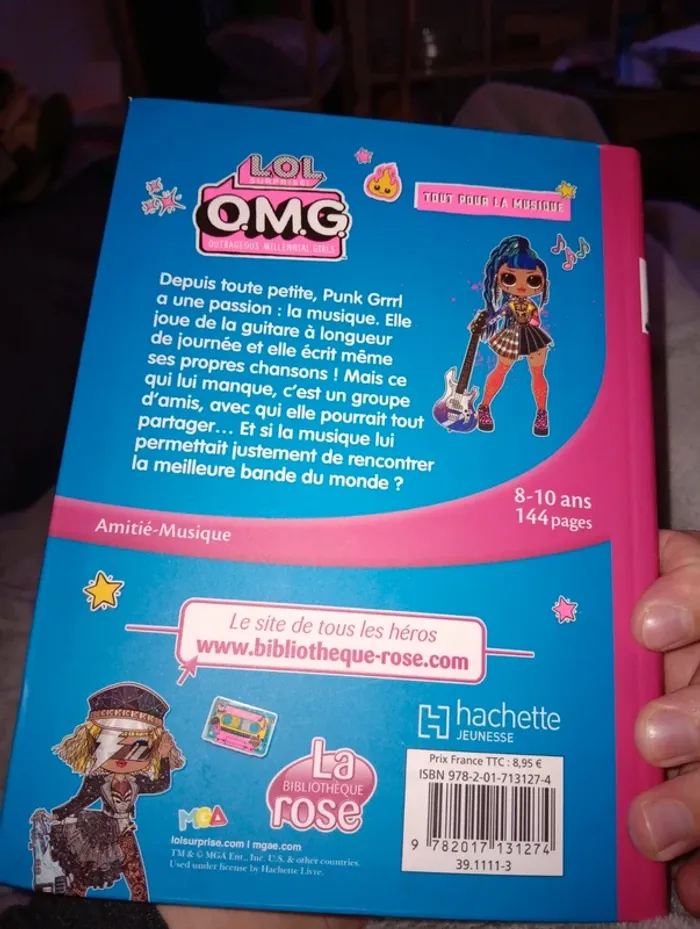 L.O.L.
SURPRISE!
O.M.G.
OUTRAGEOUS MILLENNIAL GIRLS
TOUT POUR LA MUSIQUE
Depuis toute petite, Punk Grrrl
a une passion : la musique. Elle
joue de la guitare à longueur
de journée et elle écrit même
ses propres chansons ! Mais ce
qui lui manque, c’est un groupe
d’amis, avec qui elle pourrait tout
partager... Et si la musique lui
permettait justement de rencontrer
la meilleure bande du monde ?
8-10 ans
144 pages
Amitié-Musique
Le site de tous les héros
www.bibliotheque-rose.com
hachette
JEUNESSE
La
BIBLIOTHÈQUE
rose
MGA
lolsurprise.com | mgae.com
TM & © MGA Ent., Inc. U.S. & other countries.
Used under license by Hachette Livre.
Prix France TTC : 8,95 €
ISBN 978-2-01-713127-4
9 782017 131274
39.1111-3